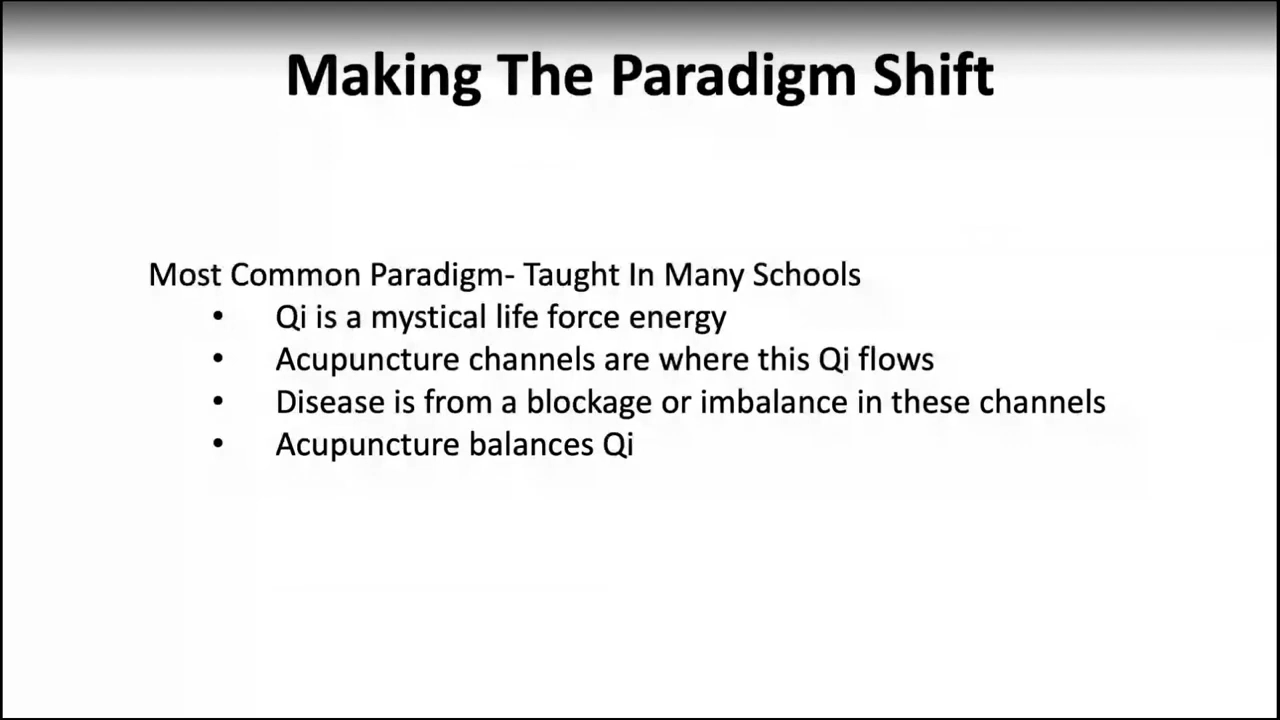 Making The Paradigm Shift
Most Common Paradigm- Taught In Many Schools
• Qi is a mystical life force energy
• Acupuncture channels are where this Qi flows
• Disease is from a blockage or imbalance in these channels
• Acupuncture balances Qi